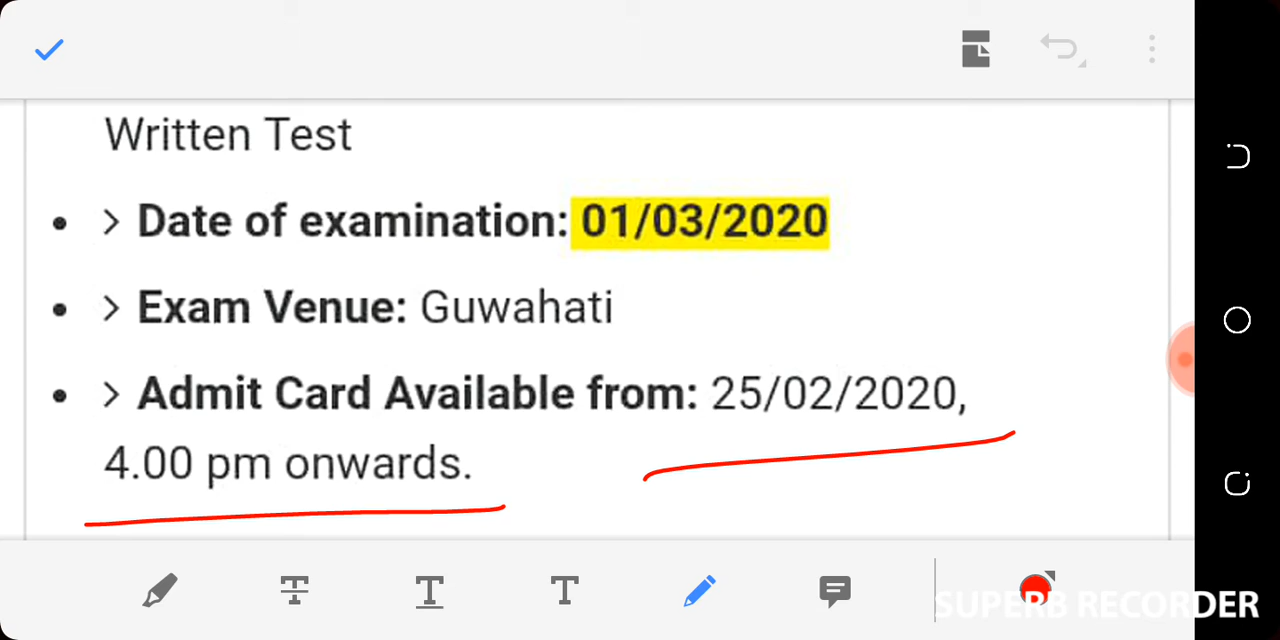 Written Test
• > Date of examination: 01/03/2020
• > Exam Venue: Guwahati
• > Admit Card Available from: 25/02/2020,
4.00 pm onwards.
T T T
SUPERB RECORDER